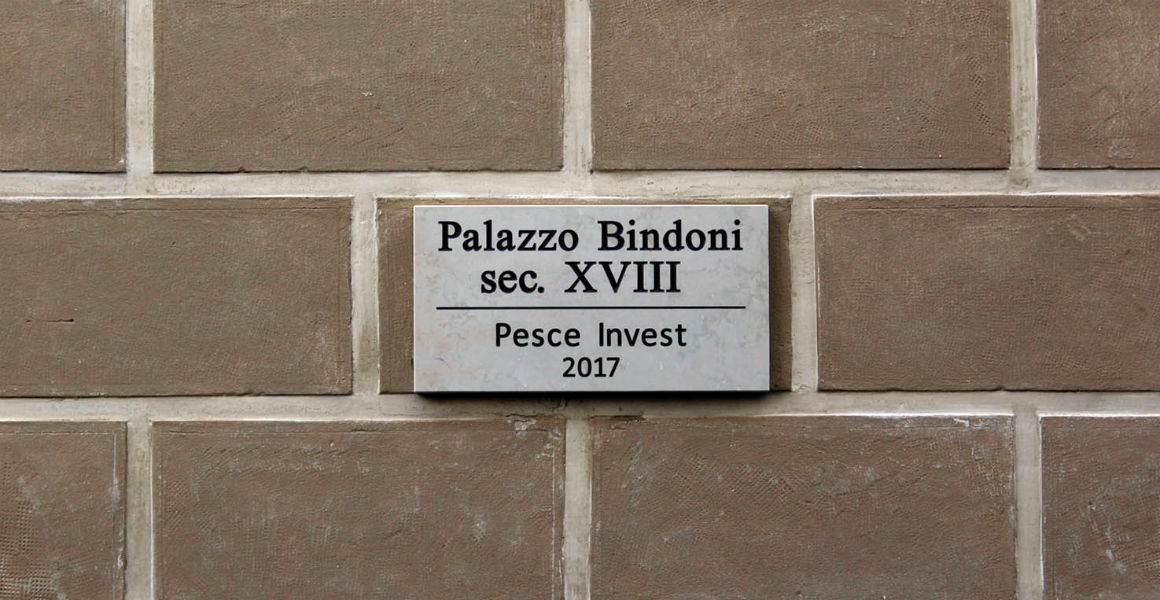 Palazzo Bindoni
sec. XVIII
Pesce Invest
2017